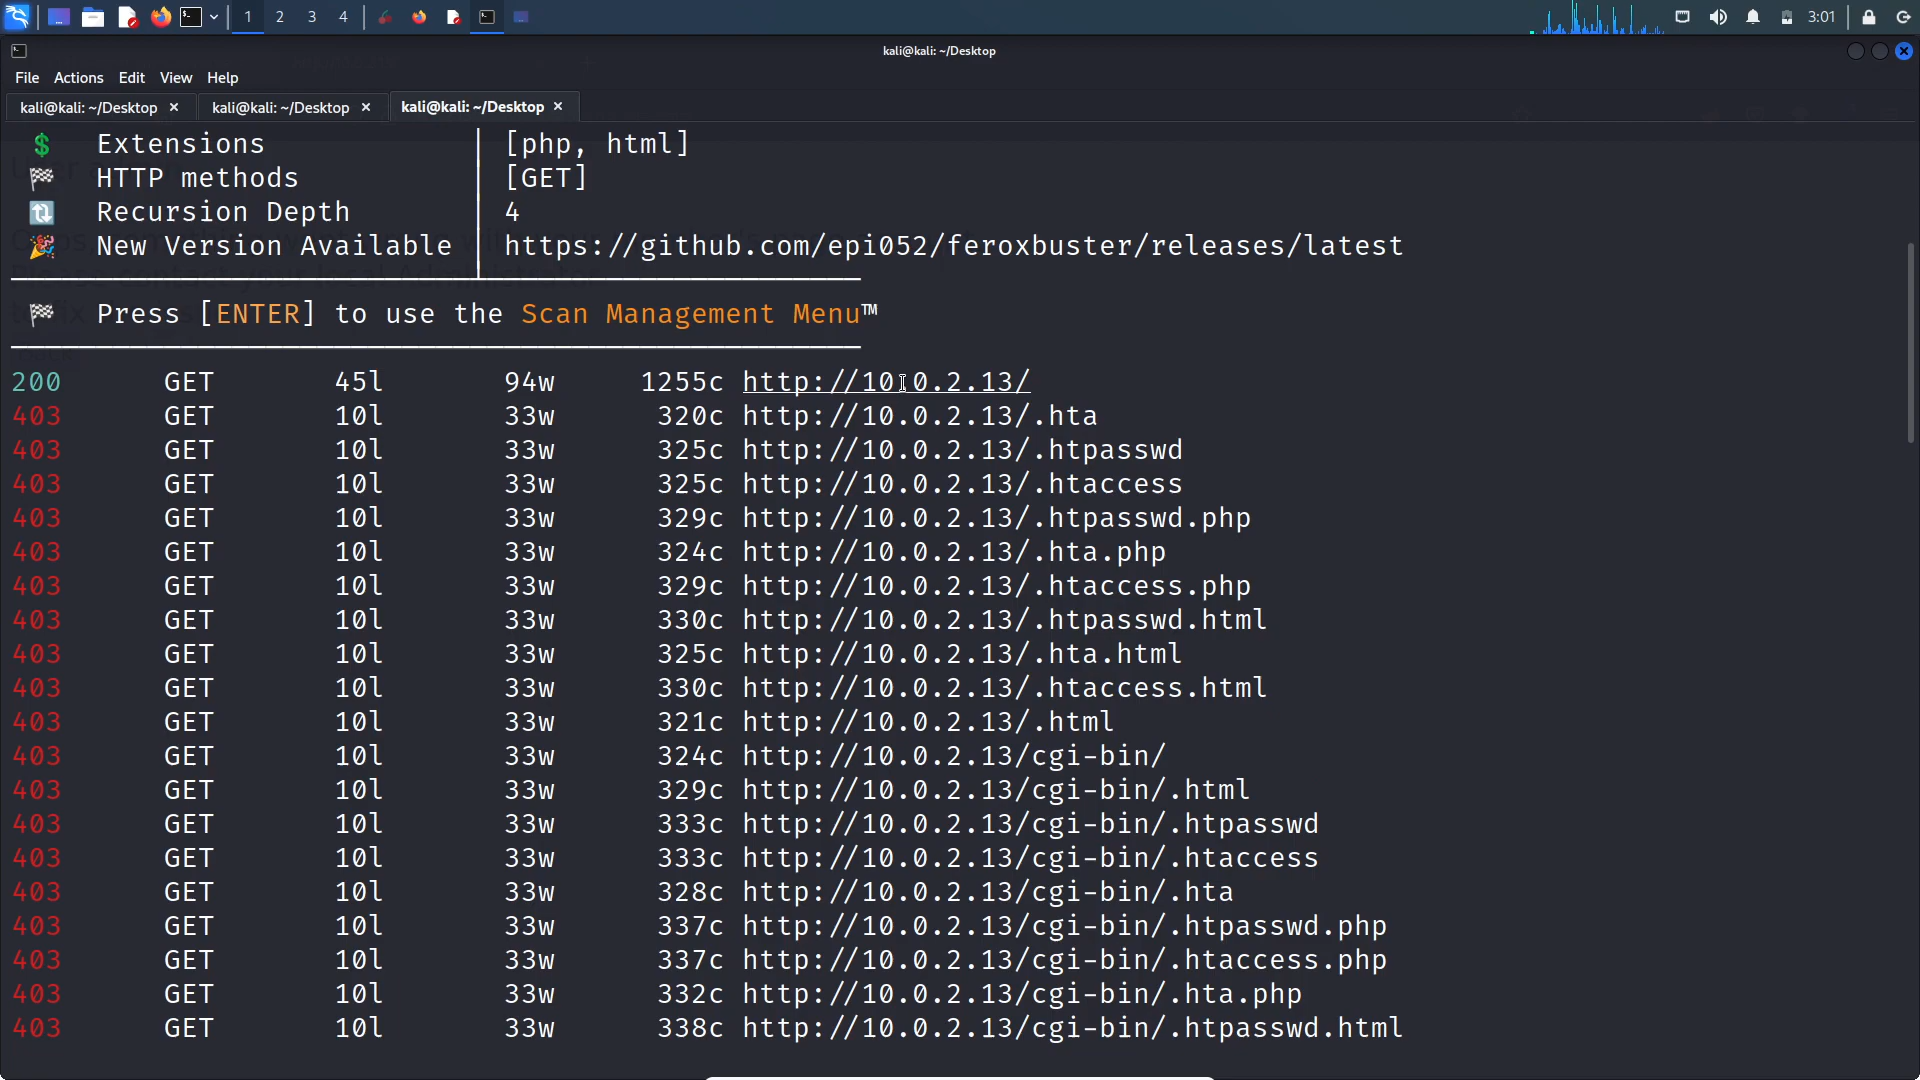 1 2 3 4 3:01
kali@kali: ~/Desktop
File Actions Edit View Help
kali@kali: ~/Desktop × kali@kali: ~/Desktop × kali@kali: ~/Desktop ×
Extensions │ [php, html]
HTTP methods │ [GET]
Recursion Depth │ 4
New Version Available │ https://github.com/epi052/feroxbuster/releases/latest
Press [ENTER] to use the Scan Management Menu™
200 GET 45l 94w 1255c http://10.0.2.13/
403 GET 10l 33w 320c http://10.0.2.13/.hta
403 GET 10l 33w 325c http://10.0.2.13/.htpasswd
403 GET 10l 33w 325c http://10.0.2.13/.htaccess
403 GET 10l 33w 329c http://10.0.2.13/.htpasswd.php
403 GET 10l 33w 324c http://10.0.2.13/.hta.php
403 GET 10l 33w 329c http://10.0.2.13/.htaccess.php
403 GET 10l 33w 330c http://10.0.2.13/.htpasswd.html
403 GET 10l 33w 325c http://10.0.2.13/.hta.html
403 GET 10l 33w 330c http://10.0.2.13/.htaccess.html
403 GET 10l 33w 321c http://10.0.2.13/.html
403 GET 10l 33w 324c http://10.0.2.13/cgi-bin/
403 GET 10l 33w 329c http://10.0.2.13/cgi-bin/.html
403 GET 10l 33w 333c http://10.0.2.13/cgi-bin/.htpasswd
403 GET 10l 33w 333c http://10.0.2.13/cgi-bin/.htaccess
403 GET 10l 33w 328c http://10.0.2.13/cgi-bin/.hta
403 GET 10l 33w 337c http://10.0.2.13/cgi-bin/.htpasswd.php
403 GET 10l 33w 337c http://10.0.2.13/cgi-bin/.htaccess.php
403 GET 10l 33w 332c http://10.0.2.13/cgi-bin/.hta.php
403 GET 10l 33w 338c http://10.0.2.13/cgi-bin/.htpasswd.html